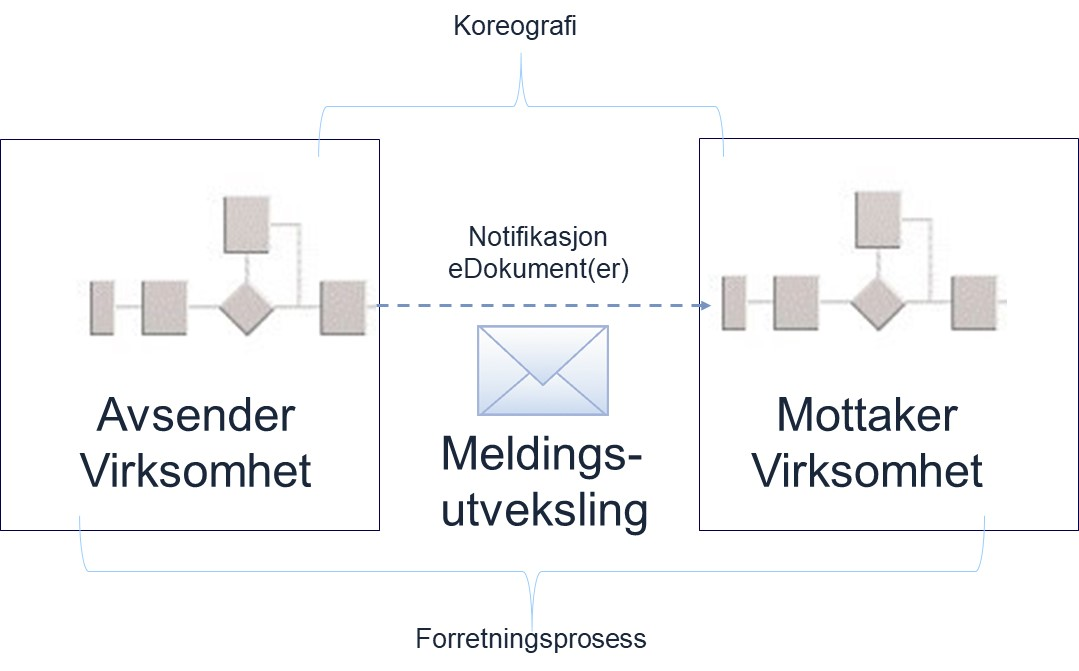 Koreografi
Notifikasjon
eDokument(er)
Avsender
Virksomhet
Meldings-
utveksling
Mottaker
Virksomhet
Forretningsprosess